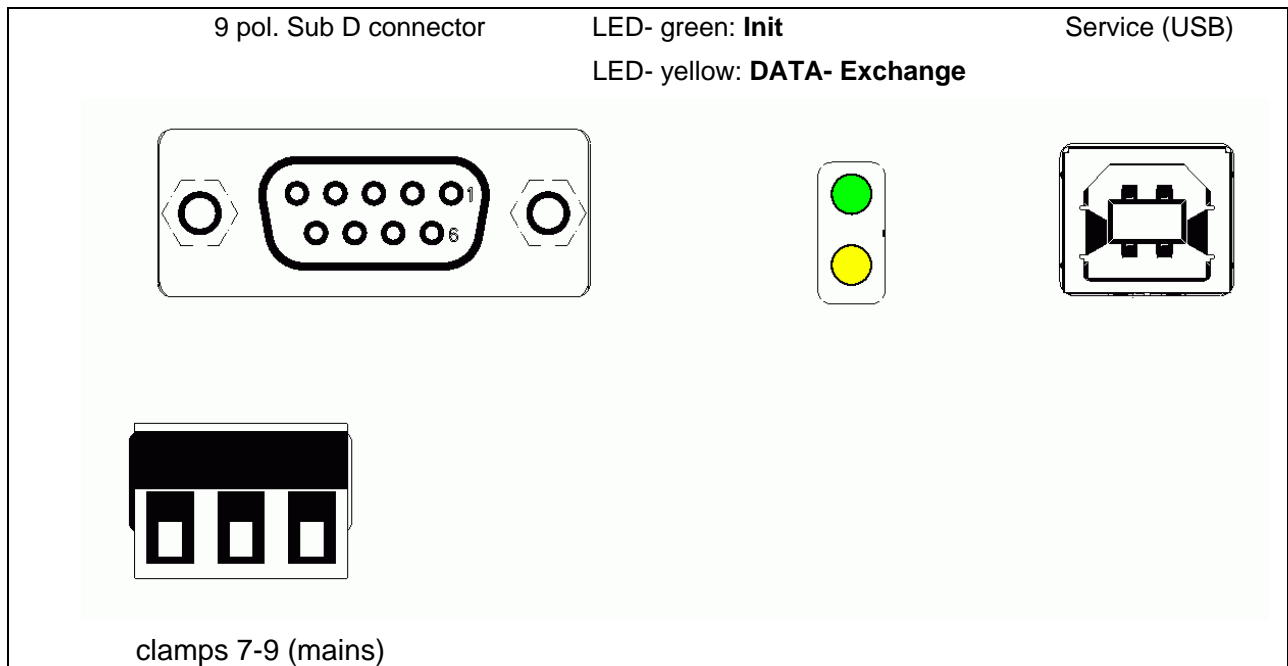 9 pol. Sub D connector LED- green: Init Service (USB)
LED- yellow: DATA- Exchange
1
6
clamps 7-9 (mains)